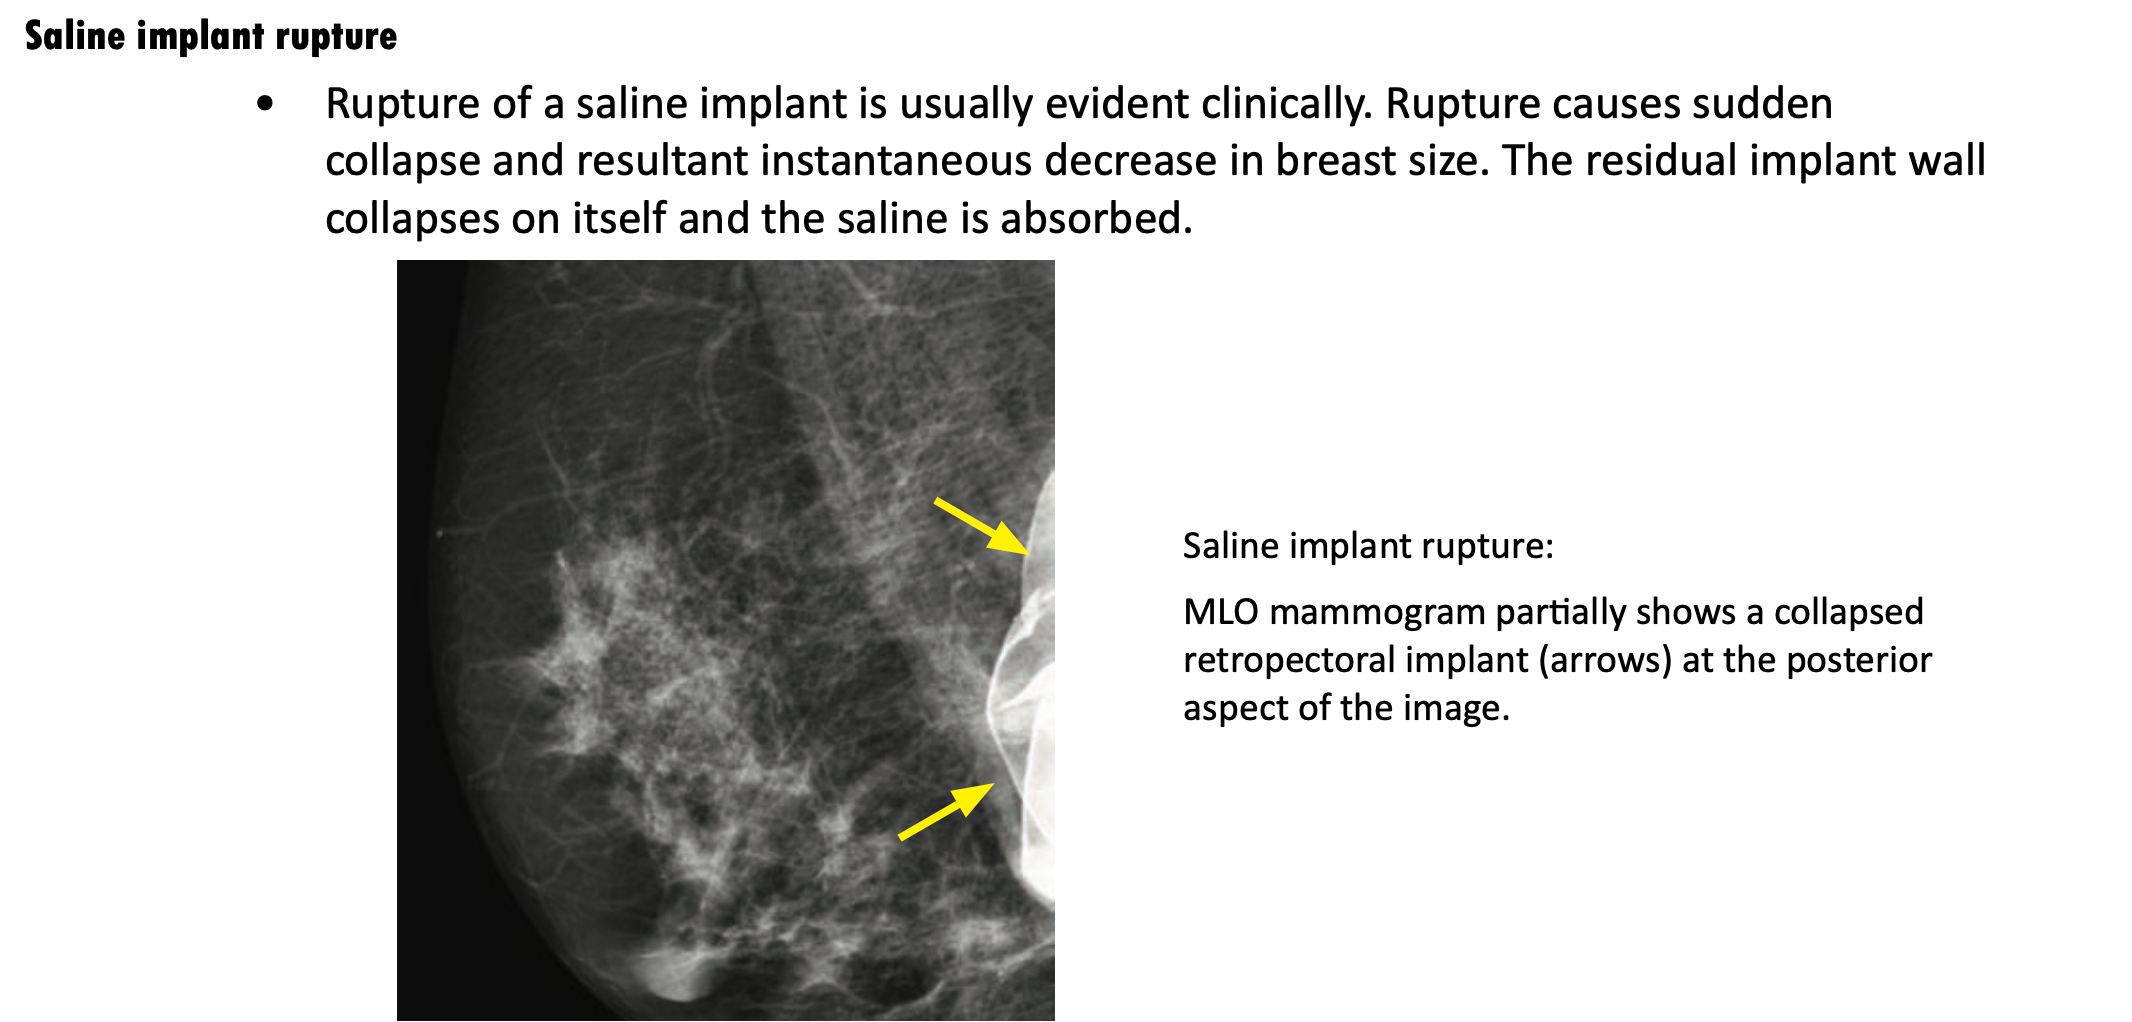 Saline implant rupture
• Rupture of a saline implant is usually evident clinically. Rupture causes sudden
collapse and resultant instantaneous decrease in breast size. The residual implant wall
collapses on itself and the saline is absorbed.
Saline implant rupture:
MLO mammogram partially shows a collapsed
retropectoral implant (arrows) at the posterior
aspect of the image.